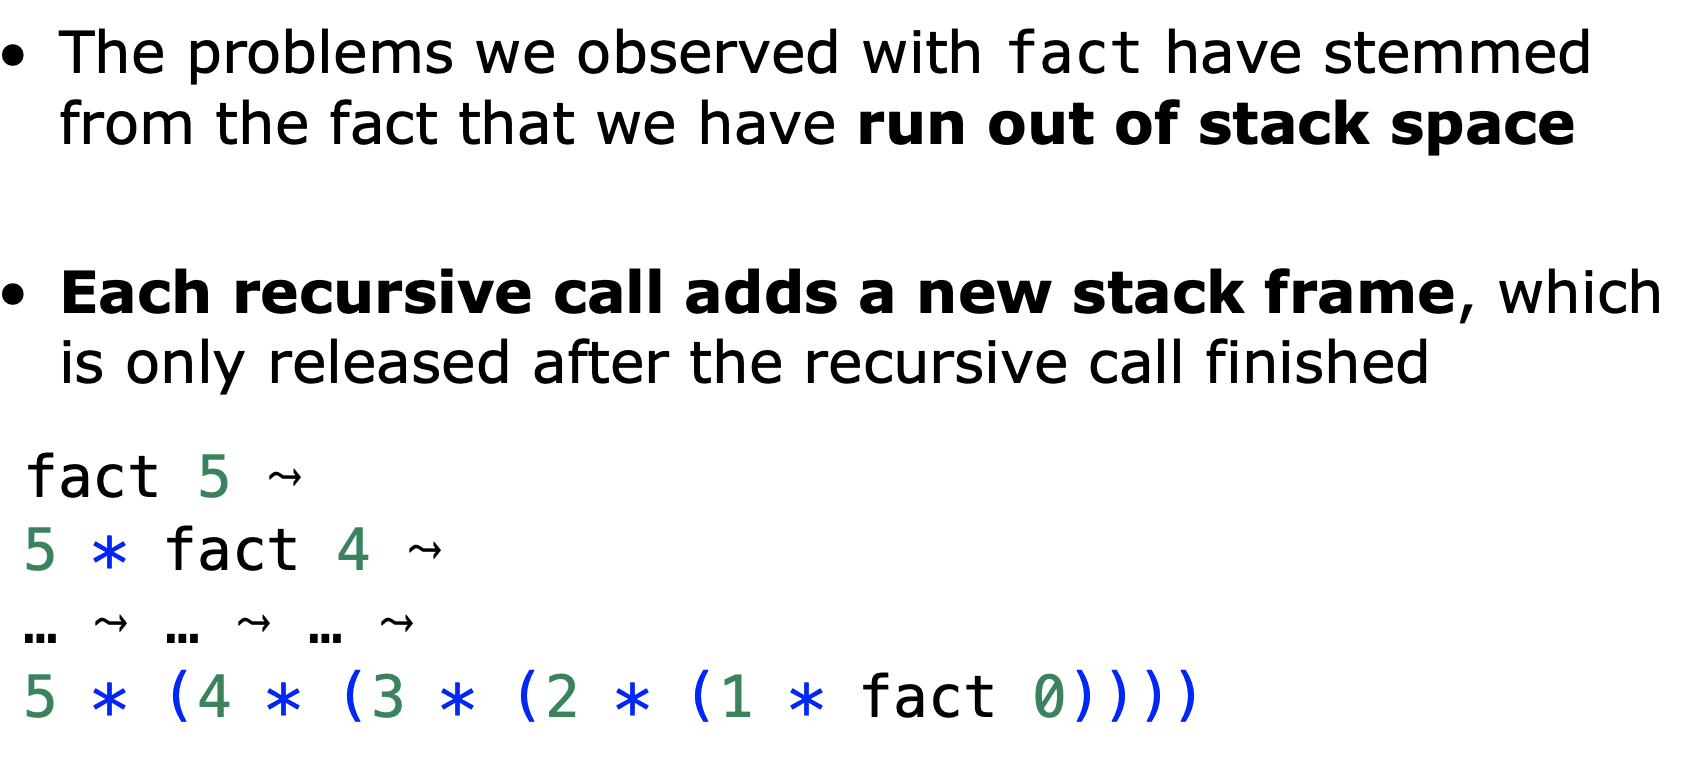 • The problems we observed with fact have stemmed
from the fact that we have run out of stack space
• Each recursive call adds a new stack frame, which
is only released after the recursive call finished
fact 5 ⤳
5 * fact 4 ⤳
… ⤳ … ⤳ … ⤳
5 * (4 * (3 * (2 * (1 * fact 0))))